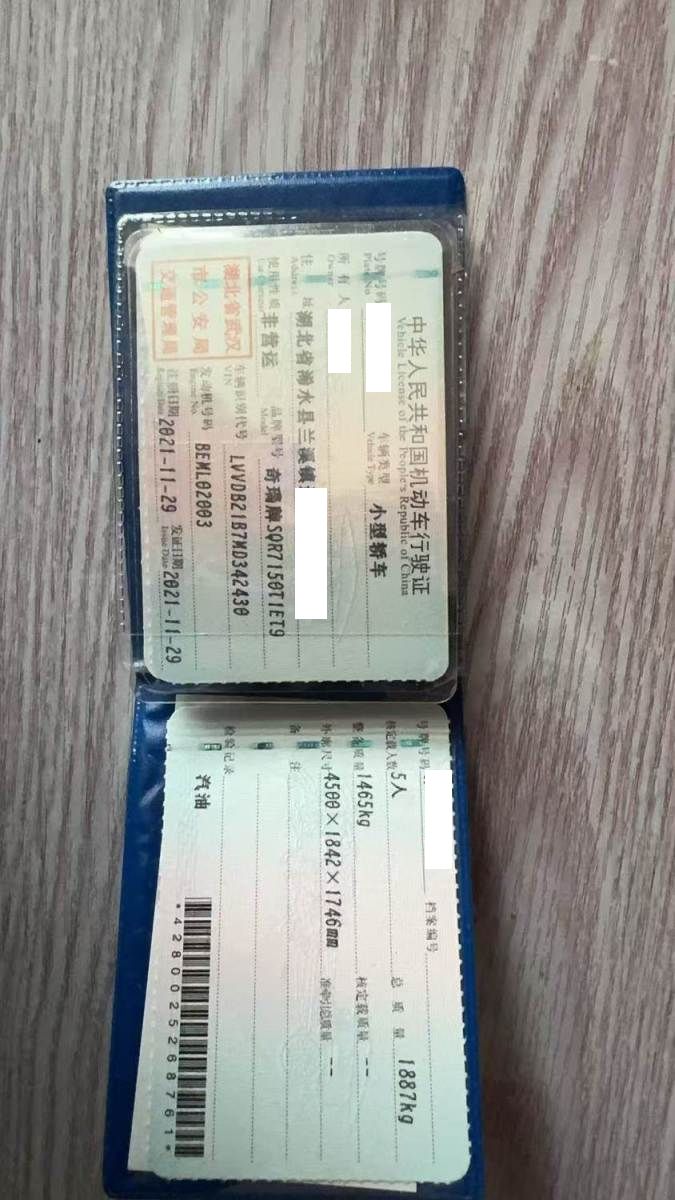 中华人民共和国机动车行驶证
Vehicle License of the People's Republic of China
号牌号码
Plate No.
车辆类型 小型轿车
Vehicle Type
所有人
Owner
住址 湖北省浠水县兰溪镇
Address
使用性质 非营运 品牌型号 奇瑞牌SQR7150T1ET9
Use Character Model
湖北省武汉
市公安局
交通管理局
车辆识别代号 LVVDB21B7MD342430
VIN
发动机号码 BEML02003
Engine No.
注册日期 2021-11-29 发证日期 2021-11-29
Register Date Issue Date
号牌号码 档案编号
核定载人数 5人 总质量 1887kg
整备质量 1465kg 核定载质量 --
外廓尺寸 4500×1842×1746mm 准牵引总质量 --
备注
检验记录
汽油
*4280025268761*